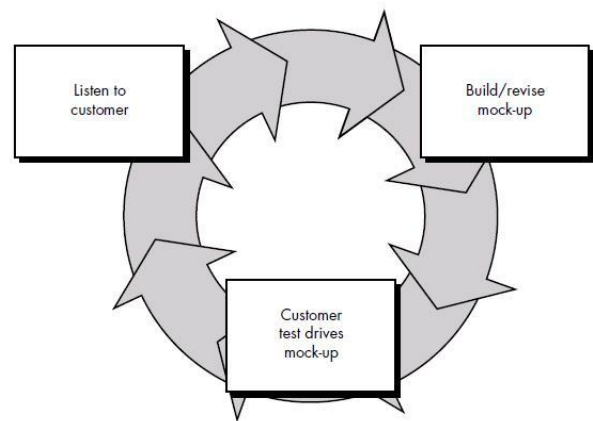 Listen to
customer
Build/revise
mock-up
Customer
test drives
mock-up